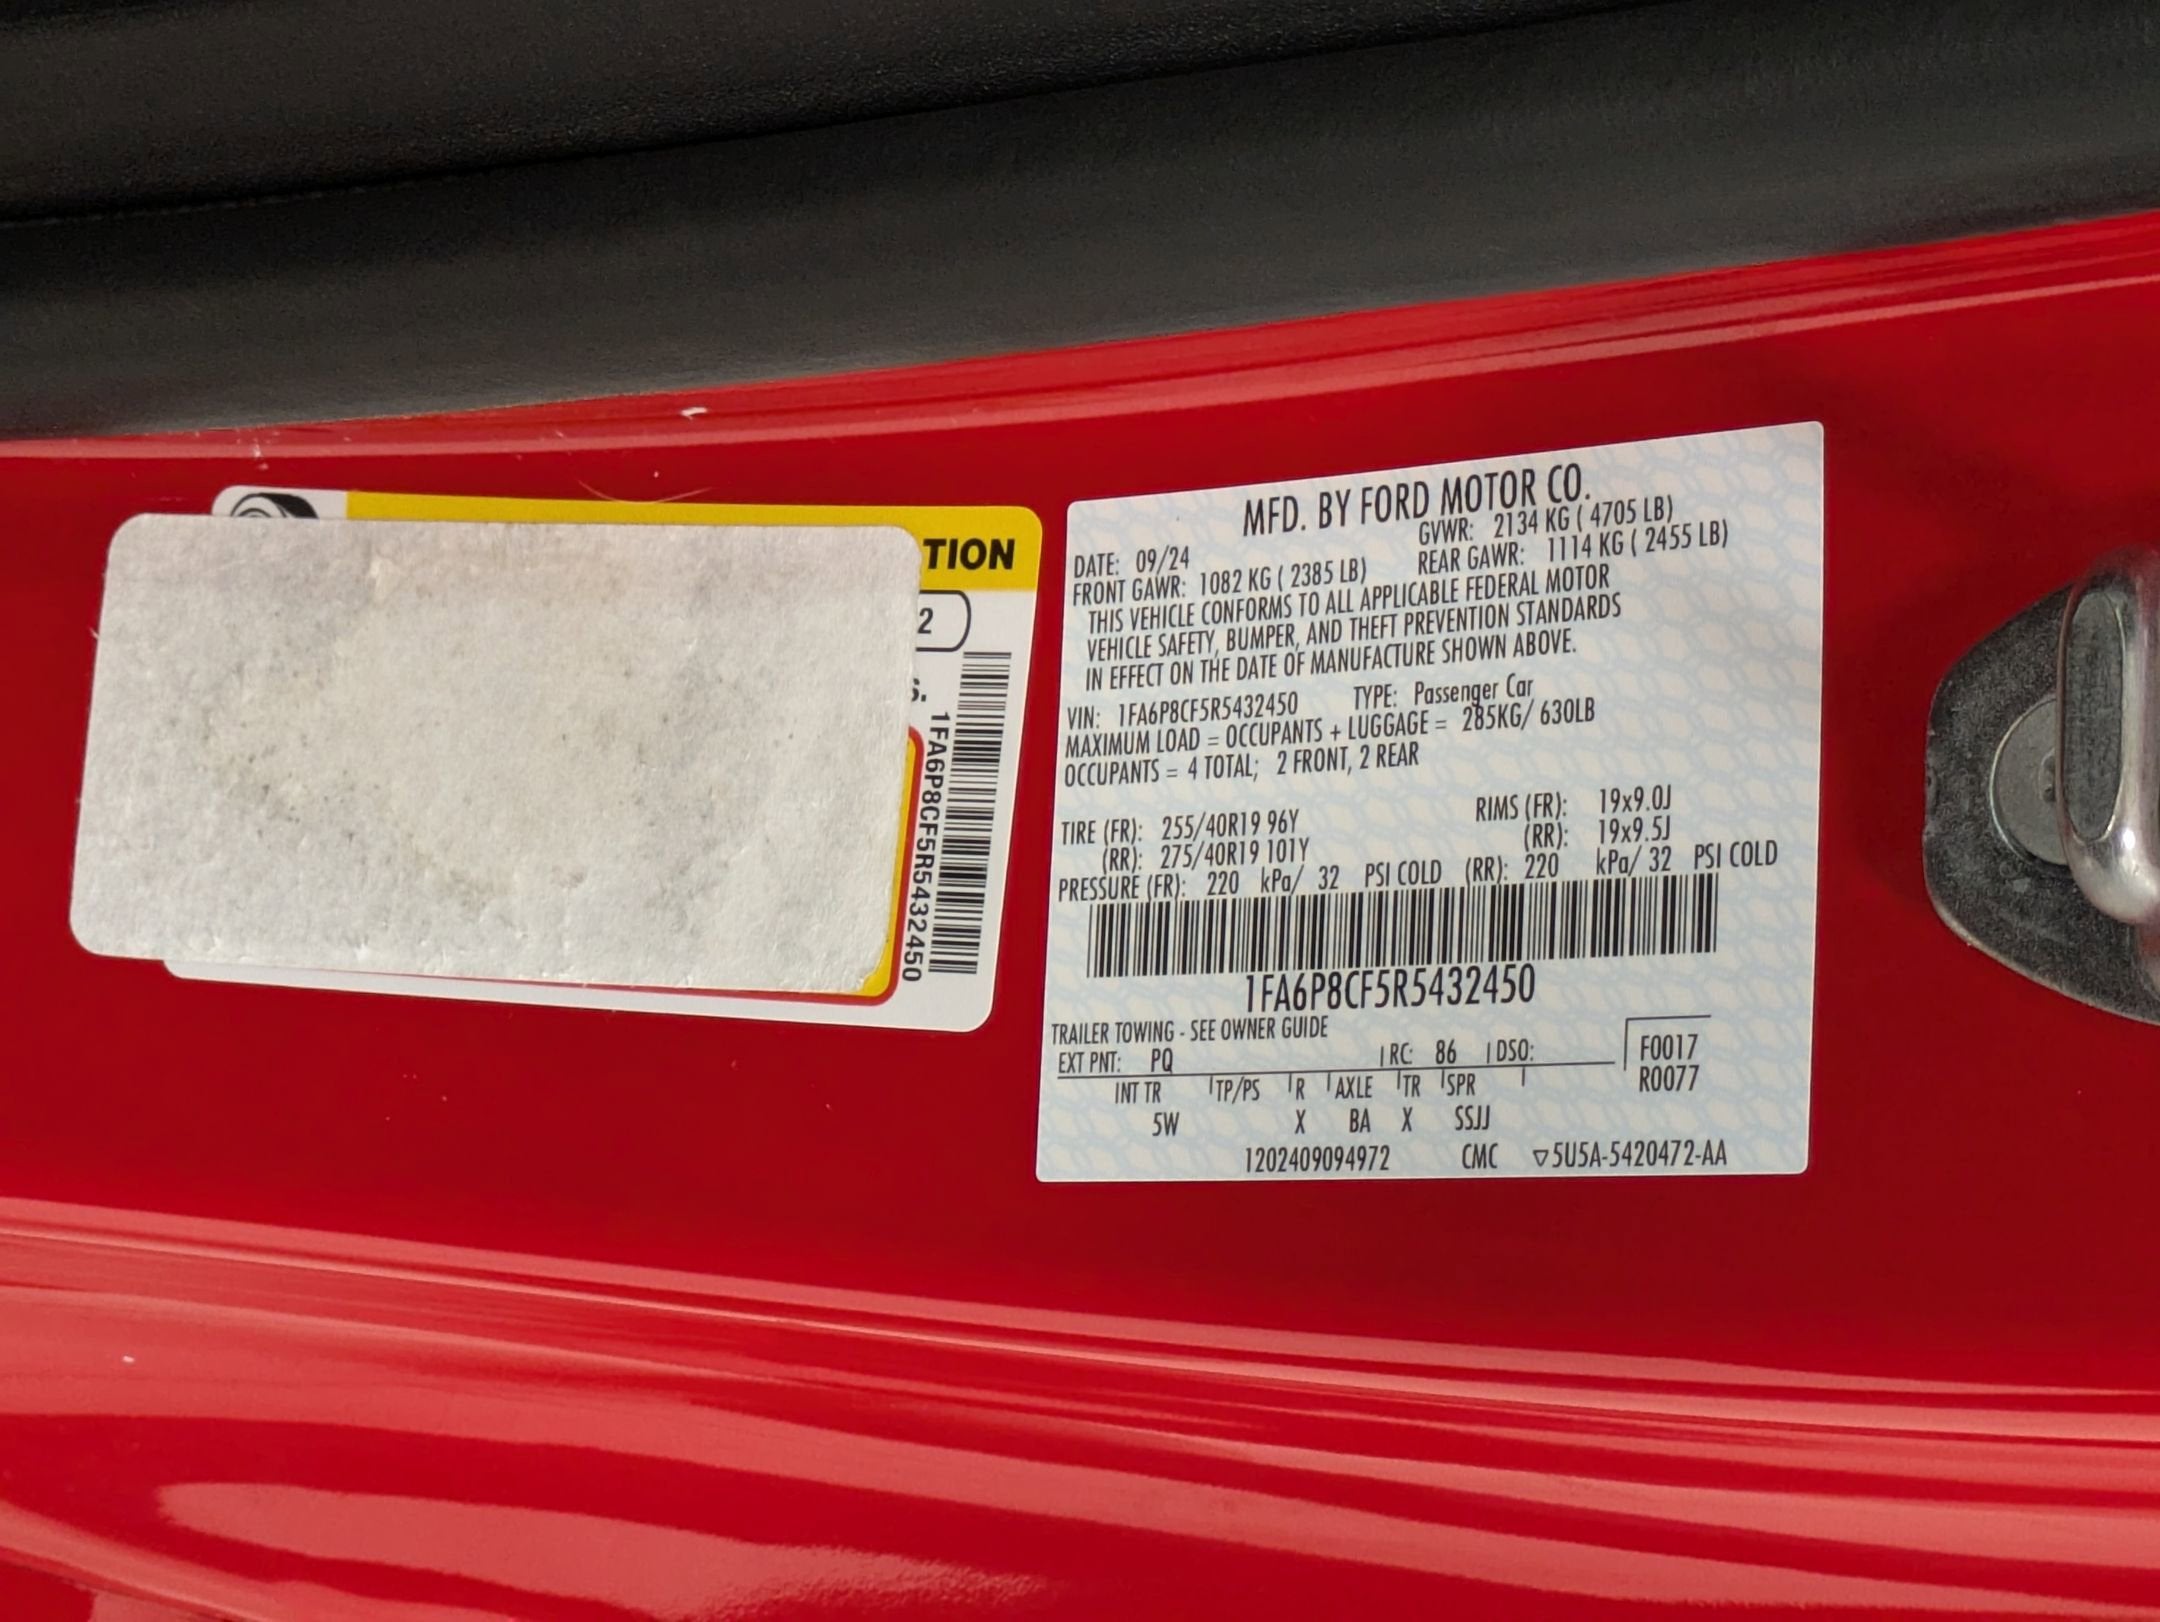 TION
2
s.
1FA6P8CF5R5432450
MFD. BY FORD MOTOR CO.
DATE: 09/24 GVWR: 2134 KG ( 4705 LB)
FRONT GAWR: 1082 KG ( 2385 LB) REAR GAWR: 1114 KG ( 2455 LB)
THIS VEHICLE CONFORMS TO ALL APPLICABLE FEDERAL MOTOR
VEHICLE SAFETY, BUMPER, AND THEFT PREVENTION STANDARDS
IN EFFECT ON THE DATE OF MANUFACTURE SHOWN ABOVE.
VIN: 1FA6P8CF5R5432450 TYPE: Passenger Car
MAXIMUM LOAD = OCCUPANTS + LUGGAGE = 285KG/ 630LB
OCCUPANTS = 4 TOTAL; 2 FRONT, 2 REAR
TIRE (FR): 255/40R19 96Y RIMS (FR): 19x9.0J
(RR): 275/40R19 101Y (RR): 19x9.5J
PRESSURE (FR): 220 kPa/ 32 PSI COLD (RR): 220 kPa/ 32 PSI COLD
1FA6P8CF5R5432450
TRAILER TOWING - SEE OWNER GUIDE
EXT PNT: PQ RC: 86 DSO: F0017
INT TR TP/PS R AXLE TR SPR R0077
5W X BA X SSJJ
1202409094972 CMC ▽5U5A-5420472-AA